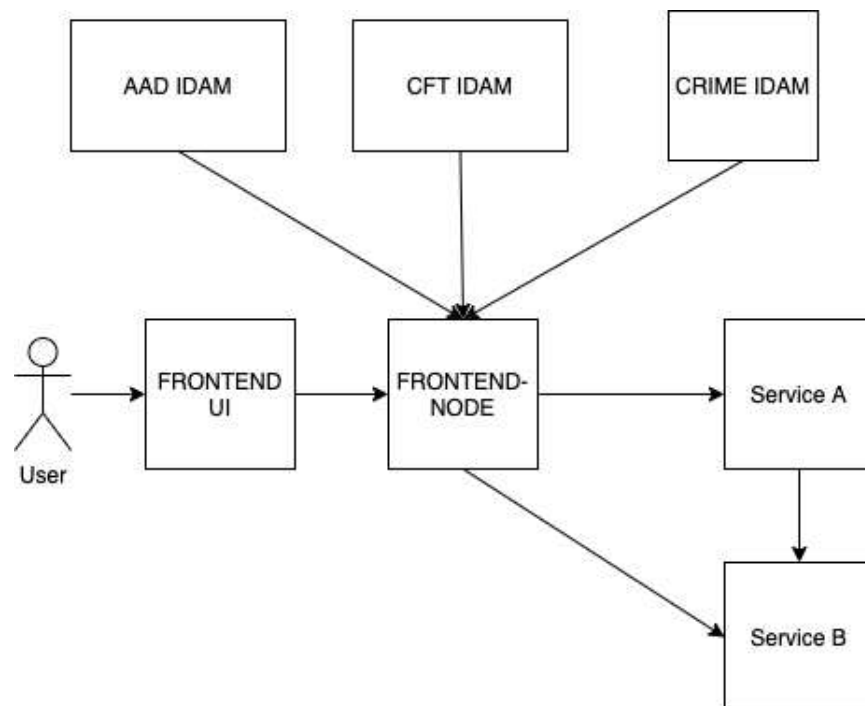 AAD IDAM
CFT IDAM
CRIME IDAM
FRONTEND
UI
FRONTEND-
NODE
Service A
User
Service B